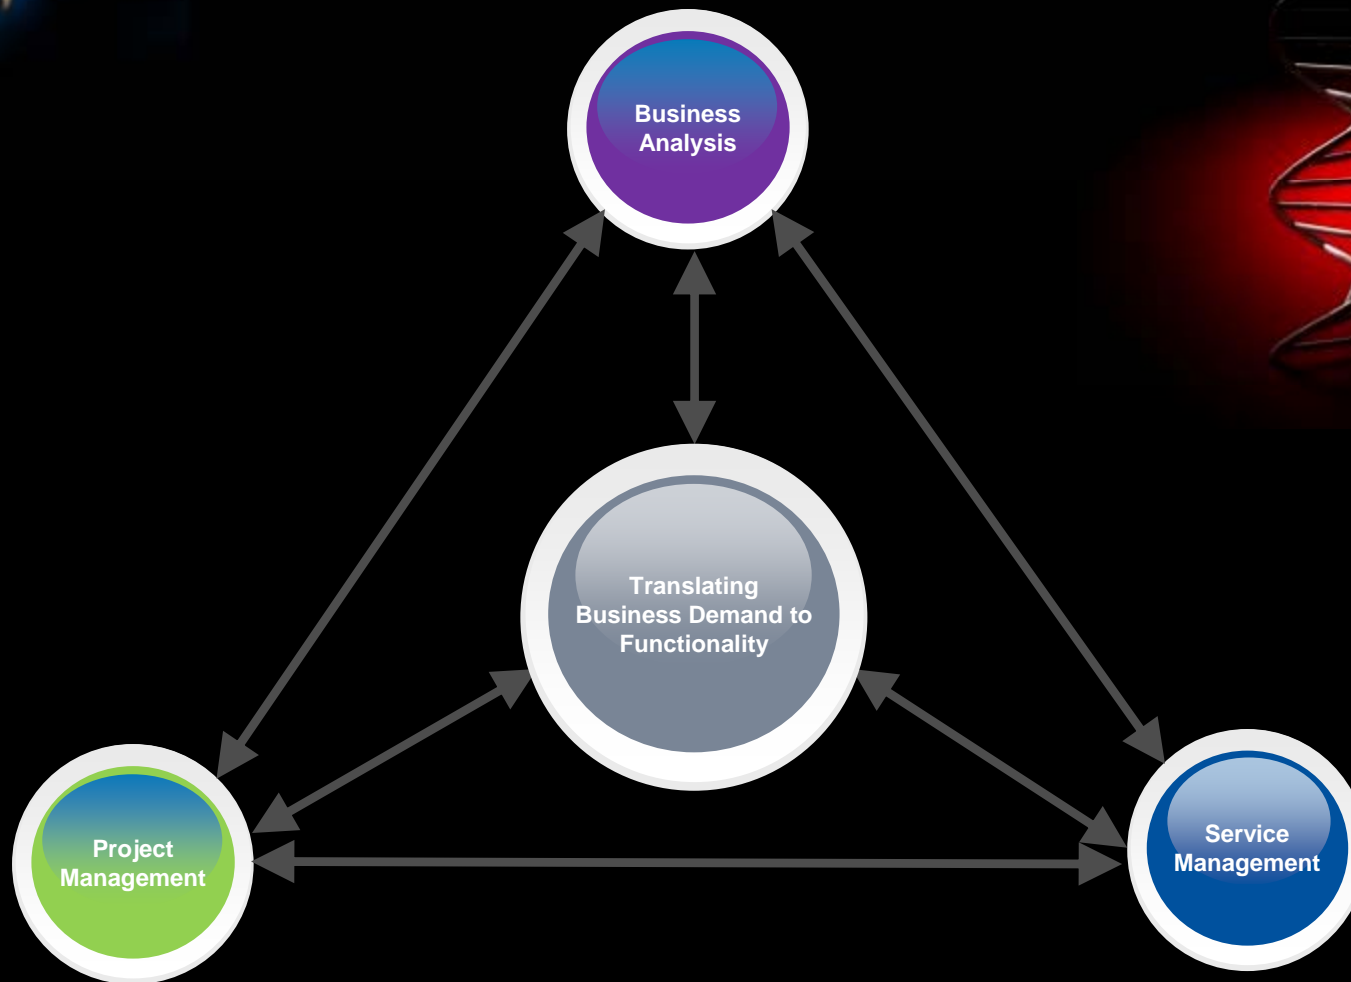 Business
Analysis
Translating
Business Demand to
Functionality
Project
Management
Service
Management